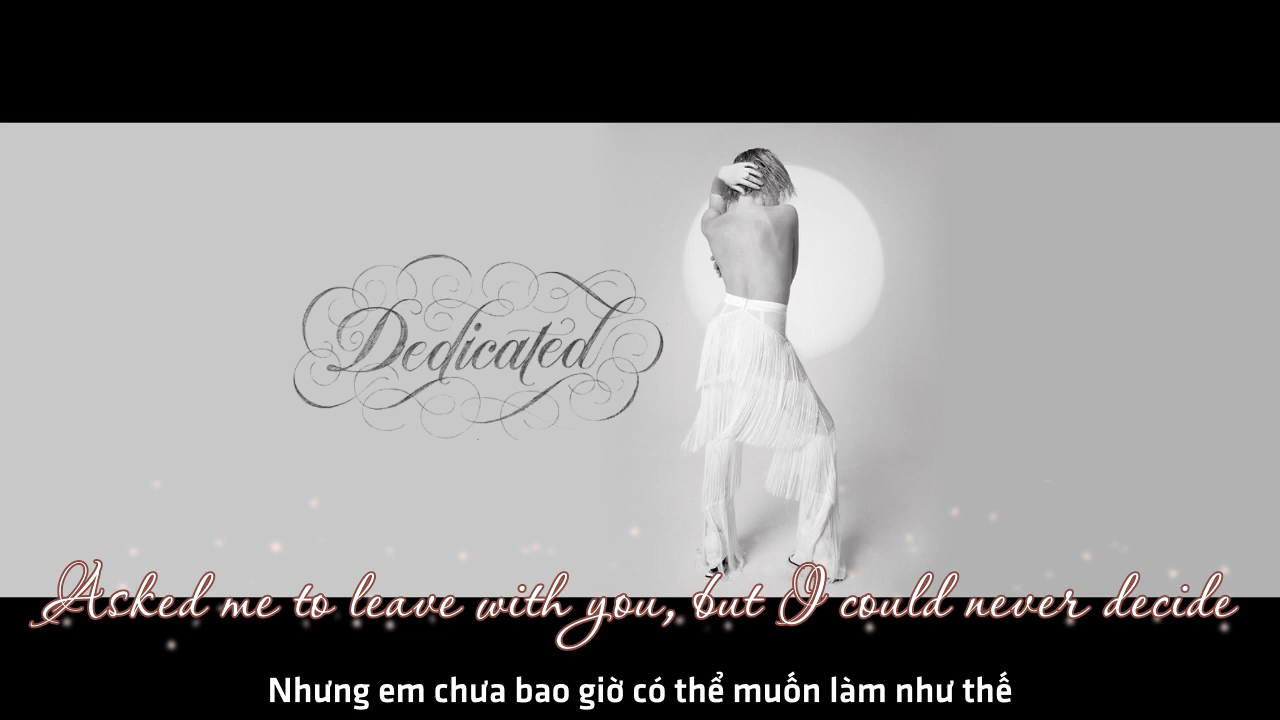 Dedicated
Asked me to leave with you, but I could never decide
Nhưng em chưa bao giờ có thể muốn làm như thế